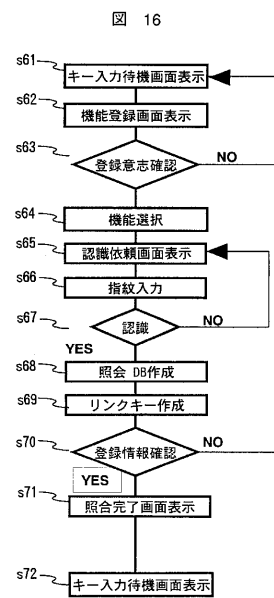 図 16
s61
キー入力待機画面表示
s62
機能登録画面表示
s63
登録意志確認
NO
s64
機能選択
s65
認識依頼画面表示
s66
指紋入力
s67
認識
NO
YES
s68
照会 DB作成
s69
リンクキー作成
s70
登録情報確認
NO
YES
s71
照合完了画面表示
s72
キー入力待機画面表示